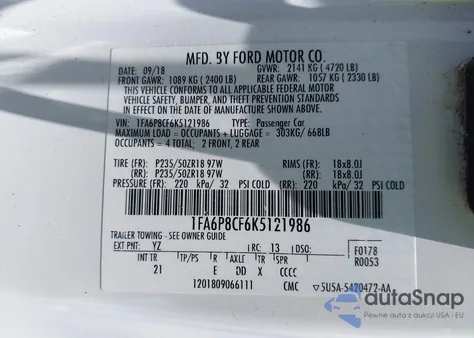 MFD. BY FORD MOTOR CO.
DATE: 09/18 GVWR: 2141 KG ( 4720 LB)
FRONT GAWR: 1089 KG ( 2400 LB) REAR GAWR: 1057 KG ( 2330 LB)
THIS VEHICLE CONFORMS TO ALL APPLICABLE FEDERAL MOTOR
VEHICLE SAFETY, BUMPER, AND THEFT PREVENTION STANDARDS
IN EFFECT ON THE DATE OF MANUFACTURE SHOWN ABOVE.
VIN: 1FA6P8CF6K5121986 TYPE: Passenger Car
MAXIMUM LOAD = OCCUPANTS + LUGGAGE = 303KG/ 668LB
OCCUPANTS = 4 TOTAL; 2 FRONT, 2 REAR
TIRE (FR): P235/50ZR18 97W RIMS (FR): 18x8.0J
TIRE (RR): P235/50ZR18 97W RIMS (RR): 18x8.0J
PRESSURE (FR): 220 kPa/ 32 PSI COLD (RR): 220 kPa/ 32 PSI COLD
1FA6P8CF6K5121986
TRAILER TOWING - SEE OWNER GUIDE
EXT PNT: YZ RC: 13 DSO: F0178
R0053
INT TR TP/PS R AXLE TR SPR
21 E DD X CCCC
1201809066111 CMC 5U5A-S420472-AA
autoSnap
Pewne auta z USA i EU